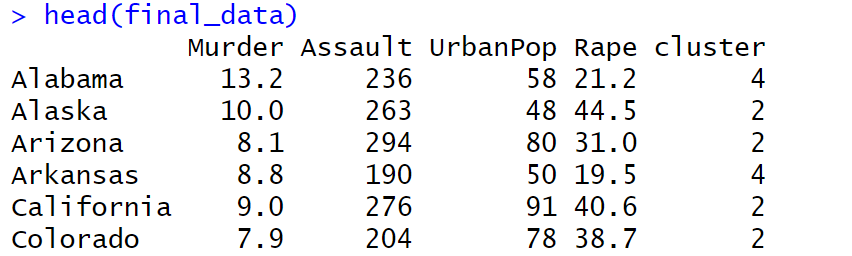 > head(final_data)
Murder Assault UrbanPop Rape cluster
Alabama 13.2 236 58 21.2 4
Alaska 10.0 263 48 44.5 2
Arizona 8.1 294 80 31.0 2
Arkansas 8.8 190 50 19.5 4
California 9.0 276 91 40.6 2
Colorado 7.9 204 78 38.7 2